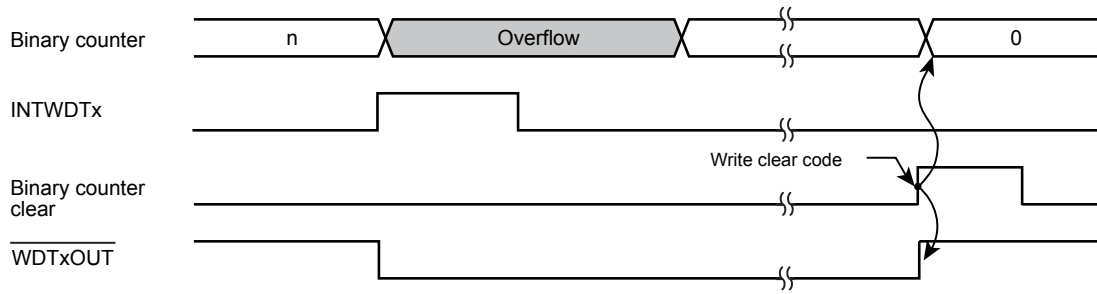 Binary counter
n
Overflow
0
INTWDTx
Write clear code
Binary counter
clear
WDTxOUT